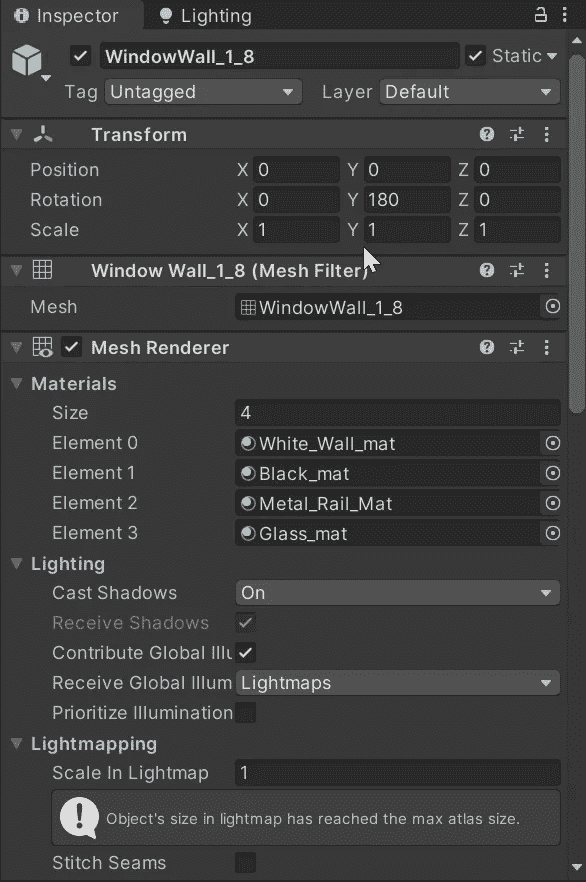 Inspector Lighting
WindowWall_1_8 Static
Tag Untagged Layer Default
Transform
Position X 0 Y 0 Z 0
Rotation X 0 Y 180 Z 0
Scale X 1 Y 1 Z 1
Window Wall_1_8 (Mesh Filter)
Mesh WindowWall_1_8
Mesh Renderer
Materials
Size 4
Element 0 White_Wall_mat
Element 1 Black_mat
Element 2 Metal_Rail_Mat
Element 3 Glass_mat
Lighting
Cast Shadows On
Receive Shadows
Contribute Global Illu
Receive Global Illum Lightmaps
Prioritize Illumination
Lightmapping
Scale In Lightmap 1
Object's size in lightmap has reached the max atlas size.
Stitch Seams